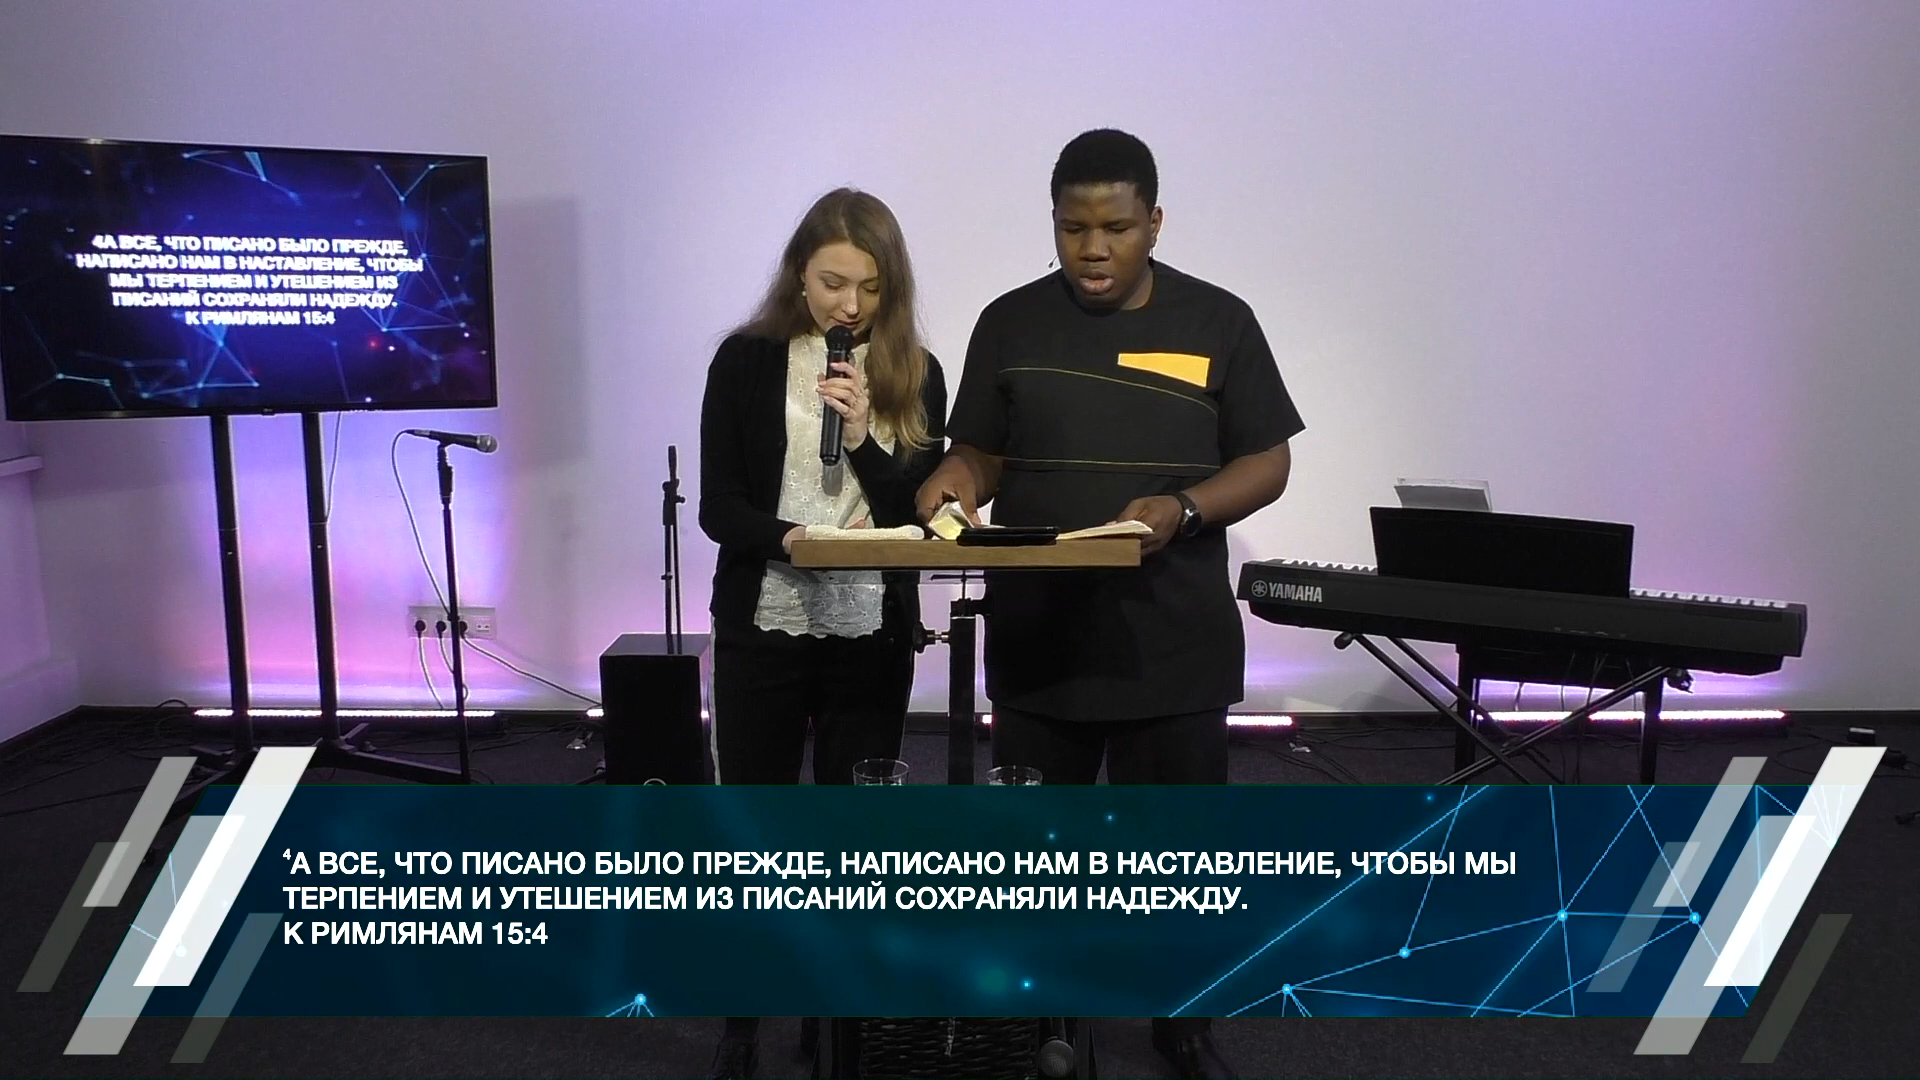 4А ВСЕ, ЧТО ПИСАНО БЫЛО ПРЕЖДЕ,
НАПИСАНО НАМ В НАСТАВЛЕНИЕ, ЧТОБЫ
МЫ ТЕРПЕНИЕМ И УТЕШЕНИЕМ ИЗ
ПИСАНИЙ СОХРАНЯЛИ НАДЕЖДУ.
К РИМЛЯНАМ 15:4
YAMAHA
⁴А ВСЕ, ЧТО ПИСАНО БЫЛО ПРЕЖДЕ, НАПИСАНО НАМ В НАСТАВЛЕНИЕ, ЧТОБЫ МЫ
ТЕРПЕНИЕМ И УТЕШЕНИЕМ ИЗ ПИСАНИЙ СОХРАНЯЛИ НАДЕЖДУ.
К РИМЛЯНАМ 15:4